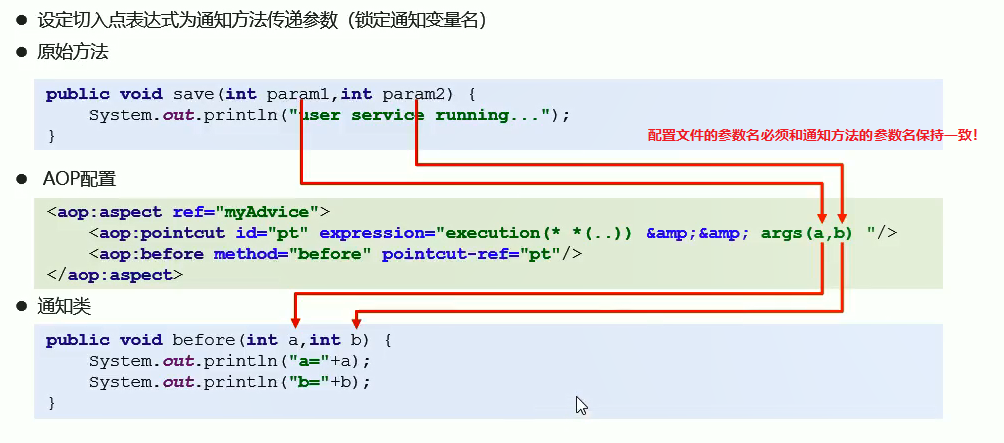 ● 设定切入点表达式为通知方法传递参数（锁定通知变量名）
● 原始方法
public void save(int param1,int param2) {
System.out.println("user service running...");
}
配置文件的参数名必须和通知方法的参数名保持一致!
● AOP配置
<aop:aspect ref="myAdvice">
<aop:pointcut id="pt" expression="execution(* *(..)) &amp;&amp; args(a,b) "/>
<aop:before method="before" pointcut-ref="pt"/>
</aop:aspect>
● 通知类
public void before(int a,int b) {
System.out.println("a="+a);
System.out.println("b="+b);
}